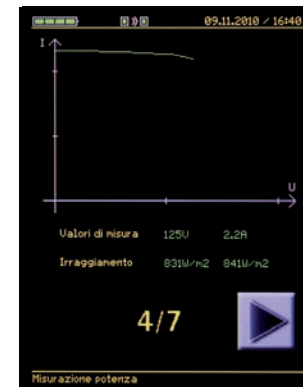 09.11.2010 / 16:40
I
U
Valori di misura 125V 2.2A
Irraggiamento 831W/m2 841W/m2
4/7
Misurazione potenza